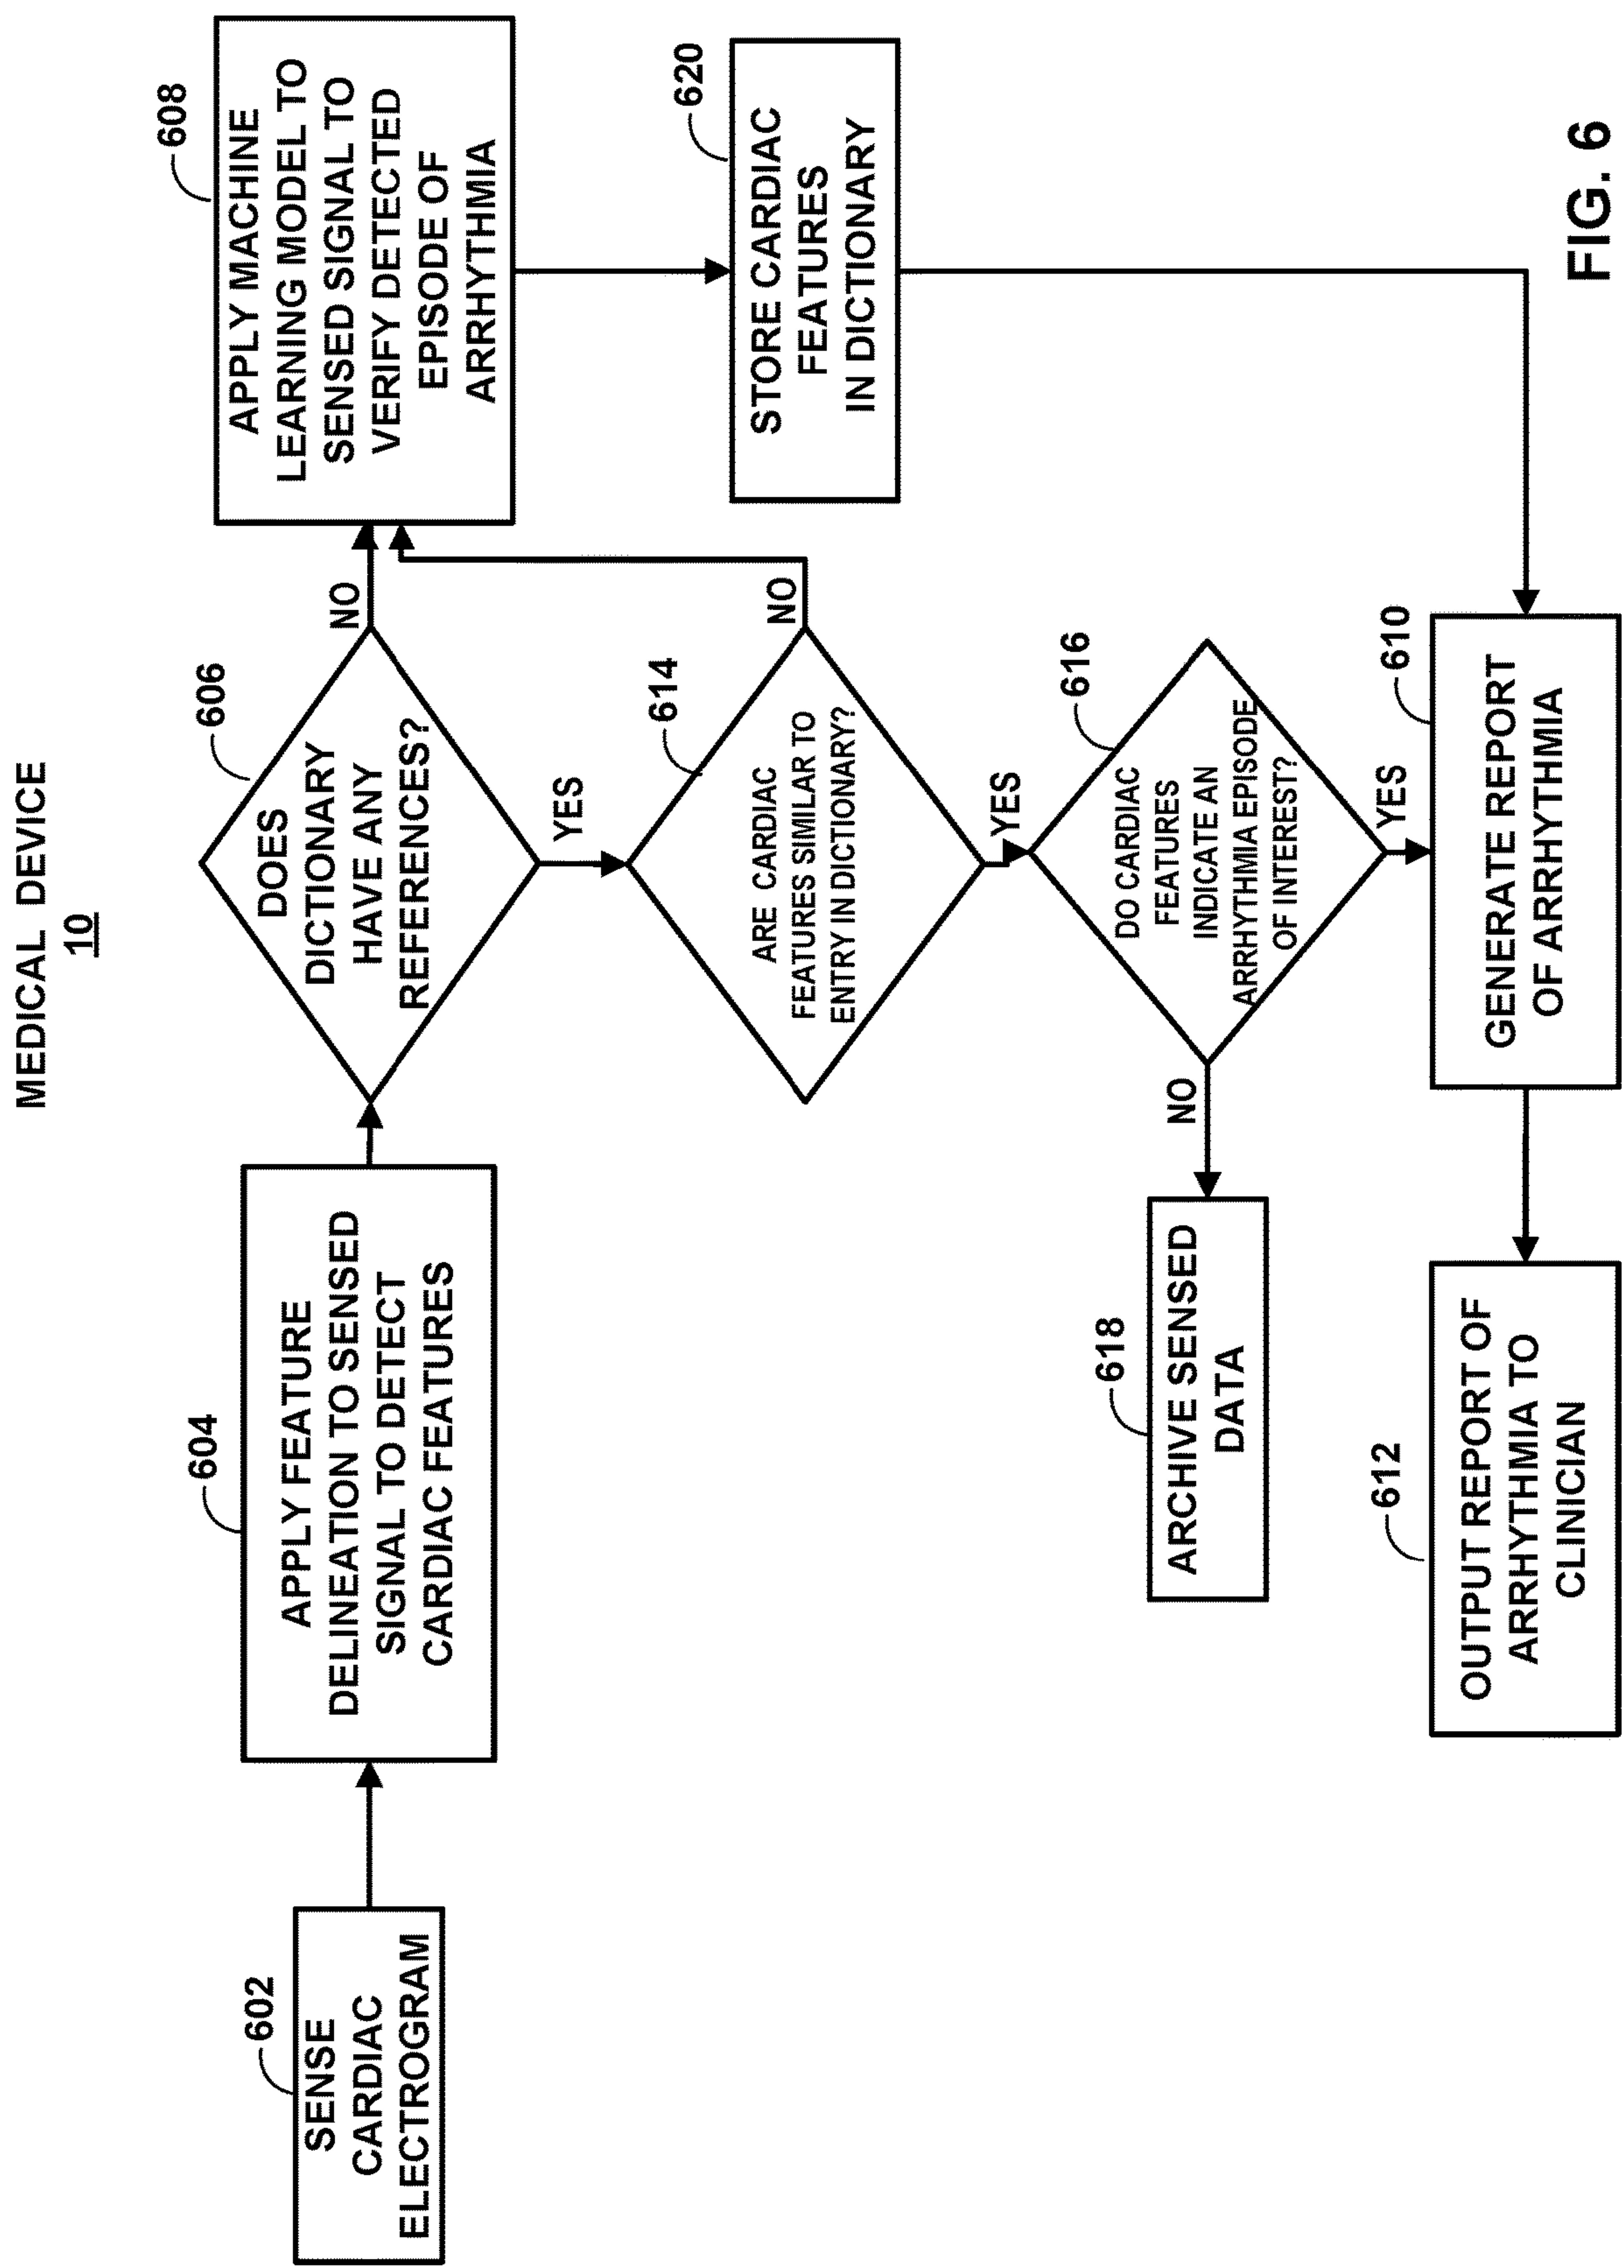 MEDICAL DEVICE
10
602
SENSE
CARDIAC
ELECTROGRAM
604
APPLY FEATURE
DELINEATION TO SENSED
SIGNAL TO DETECT
CARDIAC FEATURES
606
DOES
DICTIONARY
HAVE ANY
REFERENCES?
NO
YES
608
APPLY MACHINE
LEARNING MODEL TO
SENSED SIGNAL TO
VERIFY DETECTED
EPISODE OF
ARRHYTHMIA
614
ARE CARDIAC
FEATURES SIMILAR TO
ENTRY IN DICTIONARY?
NO
YES
620
STORE CARDIAC
FEATURES
IN DICTIONARY
616
DO CARDIAC
FEATURES
INDICATE AN
ARRHYTHMIA EPISODE
OF INTEREST?
NO
YES
618
ARCHIVE SENSED
DATA
610
GENERATE REPORT
OF ARRHYTHMIA
612
OUTPUT REPORT OF
ARRHYTHMIA TO
CLINICIAN
FIG. 6